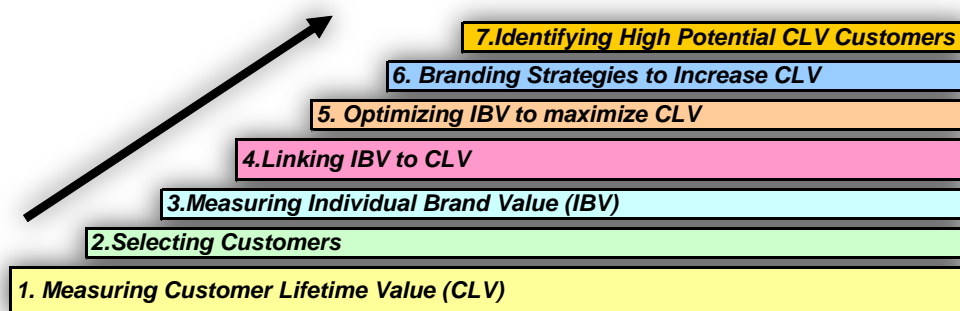 7.Identifying High Potential CLV Customers
6. Branding Strategies to Increase CLV
5. Optimizing IBV to maximize CLV
4.Linking IBV to CLV
3.Measuring Individual Brand Value (IBV)
2.Selecting Customers
1. Measuring Customer Lifetime Value (CLV)